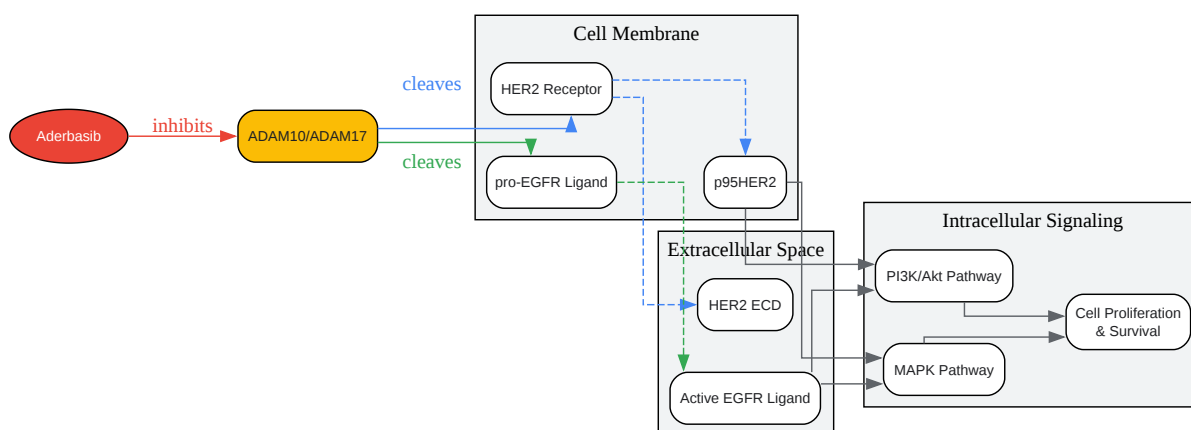 Cell Membrane
cleaves
HER2 Receptor
Aderbasib
inhibits
ADAM10/ADAM17
cleaves
pro-EGFR Ligand
p95HER2
Intracellular Signaling
Extracellular Space
PI3K/Akt Pathway
HER2 ECD
Cell Proliferation
& Survival
MAPK Pathway
Active EGFR Ligand